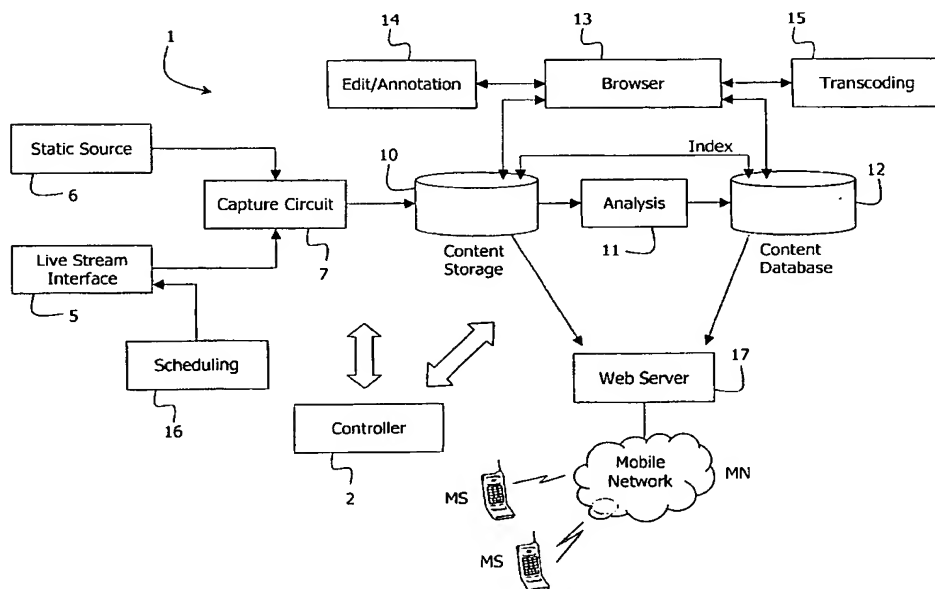 14
13
15
1
Edit/Annotation
Browser
Transcoding
Static Source
6
10
Index
12
Capture Circuit
7
Analysis
11
Live Stream
Interface
5
Content
Storage
Content
Database
Scheduling
16
17
Web Server
Controller
2
Mobile
Network
MN
MS
MS